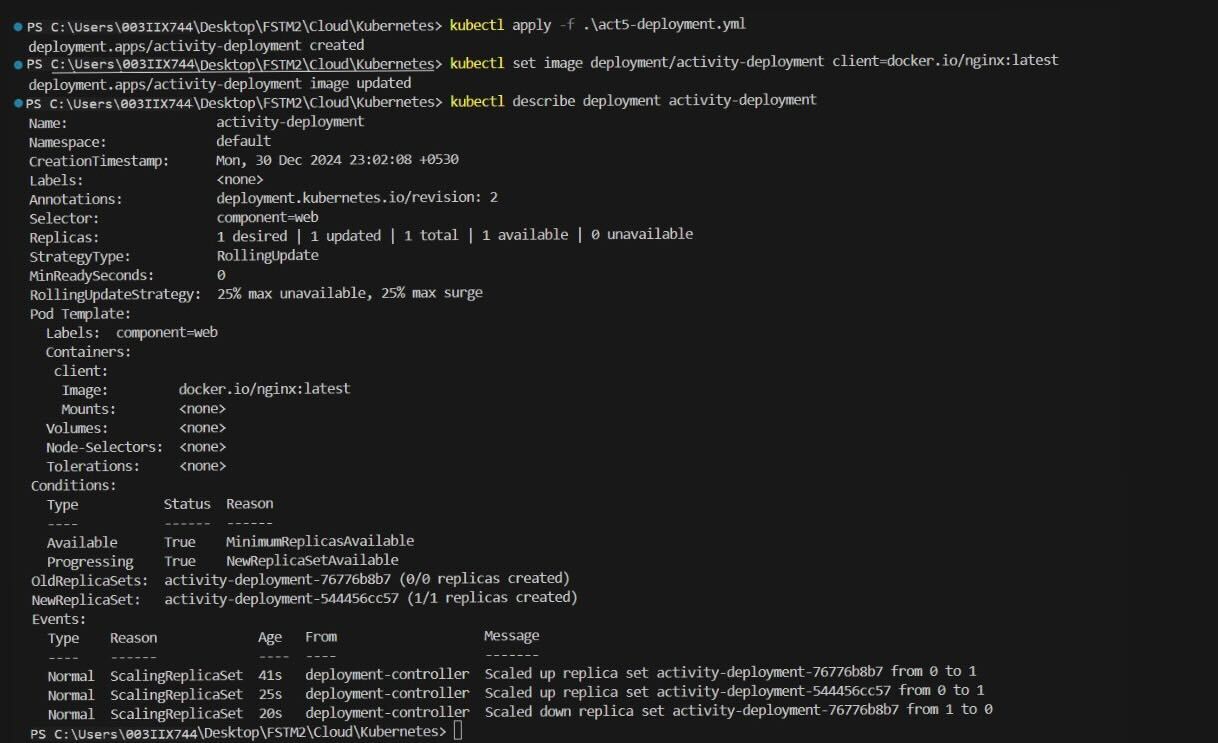 PS C:\Users\003IIX744\Desktop\FSTM2\Cloud\Kubernetes> kubectl apply -f .\act5-deployment.yml
deployment.apps/activity-deployment created
PS C:\Users\003IIX744\Desktop\FSTM2\Cloud\Kubernetes> kubectl set image deployment/activity-deployment client=docker.io/nginx:latest
deployment.apps/activity-deployment image updated
PS C:\Users\003IIX744\Desktop\FSTM2\Cloud\Kubernetes> kubectl describe deployment activity-deployment
Name:                   activity-deployment
Namespace:              default
CreationTimestamp:      Mon, 30 Dec 2024 23:02:08 +0530
Labels:                 <none>
Annotations:            deployment.kubernetes.io/revision: 2
Selector:               component=web
Replicas:               1 desired | 1 updated | 1 total | 1 available | 0 unavailable
StrategyType:           RollingUpdate
MinReadySeconds:        0
RollingUpdateStrategy:  25% max unavailable, 25% max surge
Pod Template:
  Labels:  component=web
  Containers:
   client:
    Image:         docker.io/nginx:latest
    Mounts:        <none>
  Volumes:         <none>
  Node-Selectors:  <none>
  Tolerations:     <none>
Conditions:
  Type           Status  Reason
  ----           ------  ------
  Available      True    MinimumReplicasAvailable
  Progressing    True    NewReplicaSetAvailable
OldReplicaSets:  activity-deployment-76776b8b7 (0/0 replicas created)
NewReplicaSet:   activity-deployment-544456cc57 (1/1 replicas created)
Events:
  Type    Reason             Age   From                   Message
  ----    ------             ----  ----                   -------
  Normal  ScalingReplicaSet  41s   deployment-controller  Scaled up replica set activity-deployment-76776b8b7 from 0 to 1
  Normal  ScalingReplicaSet  25s   deployment-controller  Scaled up replica set activity-deployment-544456cc57 from 0 to 1
  Normal  ScalingReplicaSet  20s   deployment-controller  Scaled down replica set activity-deployment-76776b8b7 from 1 to 0
PS C:\Users\003IIX744\Desktop\FSTM2\Cloud\Kubernetes>